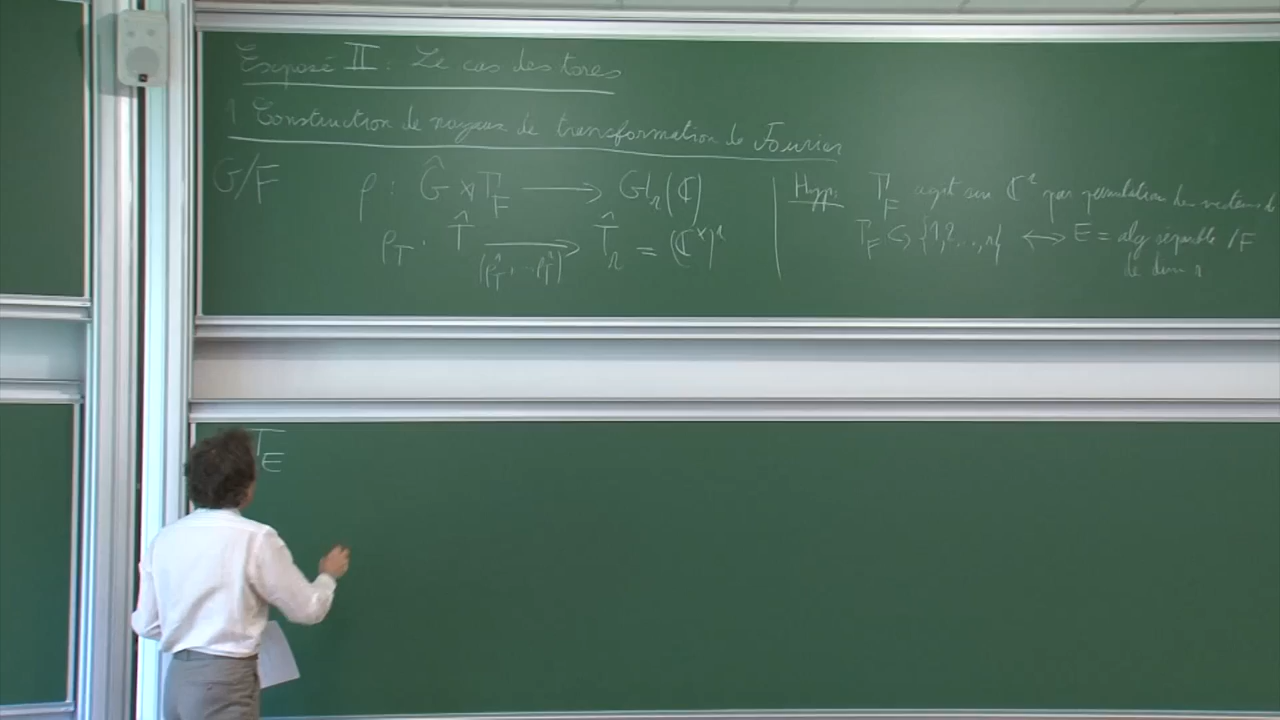 Exposé II : Le cas des tores
1 Construction de noyaux de transformation de Fourier
G/F
ρ : Ĝ ⋊ Γ_F ⟶ GL_r(ℂ)
ρ_T : T̂ ⟶ T̂_r = (ℂ^×)^r
(ρ_T^1, ... ρ_T^r)
Hyp: Γ_F agit sur ℂ^r par permutation des vecteurs de
Γ_F ↻ {1,2,...,r} ⟷ E = alg séparable /F
de dim r
T_E